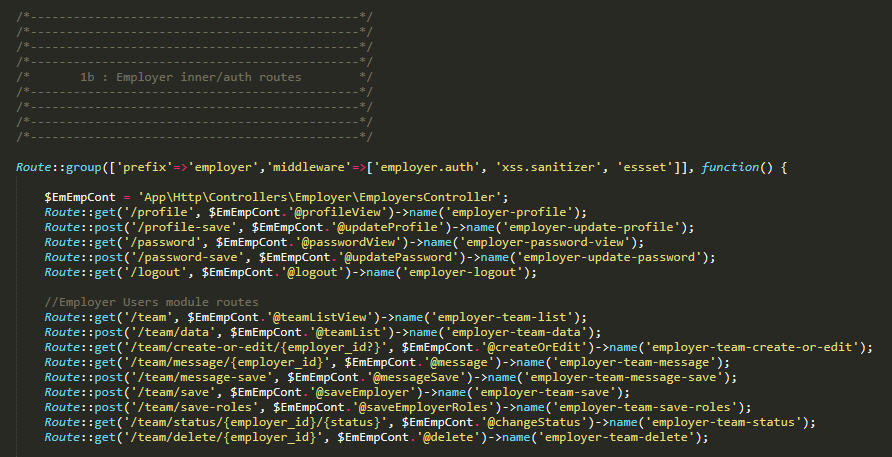 /*----------------------------------------------*/
/*----------------------------------------------*/
/*----------------------------------------------*/
/*----------------------------------------------*/
/*       1b : Employer inner/auth routes        */
/*----------------------------------------------*/
/*----------------------------------------------*/
/*----------------------------------------------*/
/*----------------------------------------------*/
Route::group(['prefix'=>'employer','middleware'=>['employer.auth', 'xss.sanitizer', 'essset']], function() {
$EmEmpCont = 'App\Http\Controllers\Employer\EmployersController';
Route::get('/profile', $EmEmpCont.'@profileView')->name('employer-profile');
Route::post('/profile-save', $EmEmpCont.'@updateProfile')->name('employer-update-profile');
Route::get('/password', $EmEmpCont.'@passwordView')->name('employer-password-view');
Route::post('/password-save', $EmEmpCont.'@updatePassword')->name('employer-update-password');
Route::get('/logout', $EmEmpCont.'@logout')->name('employer-logout');
//Employer Users module routes
Route::get('/team', $EmEmpCont.'@teamListView')->name('employer-team-list');
Route::post('/team/data', $EmEmpCont.'@teamList')->name('employer-team-data');
Route::get('/team/create-or-edit/{employer_id?}', $EmEmpCont.'@createOrEdit')->name('employer-team-create-or-edit');
Route::get('/team/message/{employer_id}', $EmEmpCont.'@message')->name('employer-team-message');
Route::post('/team/message-save', $EmEmpCont.'@messageSave')->name('employer-team-message-save');
Route::post('/team/save', $EmEmpCont.'@saveEmployer')->name('employer-team-save');
Route::post('/team/save-roles', $EmEmpCont.'@saveEmployerRoles')->name('employer-team-save-roles');
Route::get('/team/status/{employer_id}/{status}', $EmEmpCont.'@changeStatus')->name('employer-team-status');
Route::get('/team/delete/{employer_id}', $EmEmpCont.'@delete')->name('employer-team-delete');